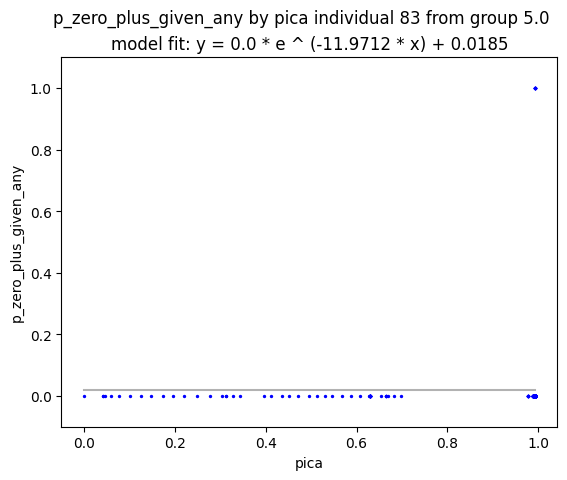 p_zero_plus_given_any by pica individual 83 from group 5.0
model fit: y = 0.0 * e ^ (-11.9712 * x) + 0.0185
1.0
0.8
0.6
0.4
0.2
0.0
p_zero_plus_given_any
0.0 0.2 0.4 0.6 0.8 1.0
pica